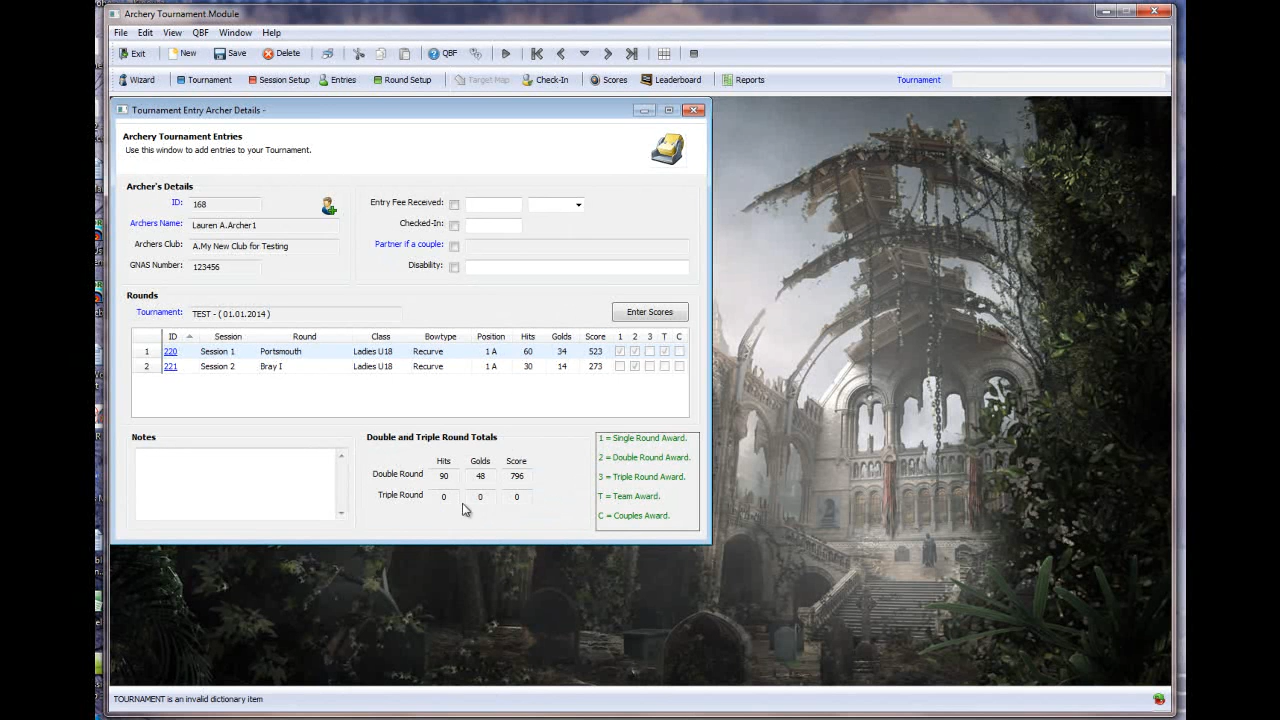 Archery Tournament Module
File Edit View QBF Window Help
Exit New Save Delete QBF
Wizard Tournament Session Setup Entries Round Setup Target Map Check-In Scores Leaderboard Reports Tournament
Tournament Entry Archer Details -
Archery Tournament Entries
Use this window to add entries to your Tournament.
Archer's Details
ID: 168
Archers Name: Lauren A.Archer1
Archers Club: A.My New Club for Testing
GNAS Number: 123456
Entry Fee Received:
Checked-In:
Partner if a couple:
Disability:
Rounds
Tournament: TEST - ( 01.01.2014 )
Enter Scores
ID Session Round Class Bowtype Position Hits Golds Score 1 2 3 T C
1 220 Session 1 Portsmouth Ladies U18 Recurve 1 A 60 34 523
2 221 Session 2 Bray I Ladies U18 Recurve 1 A 30 14 273
Notes
Double and Triple Round Totals
Hits Golds Score
Double Round 90 48 796
Triple Round 0 0 0
1 = Single Round Award.
2 = Double Round Award.
3 = Triple Round Award.
T = Team Award.
C = Couples Award.
TOURNAMENT is an invalid dictionary item